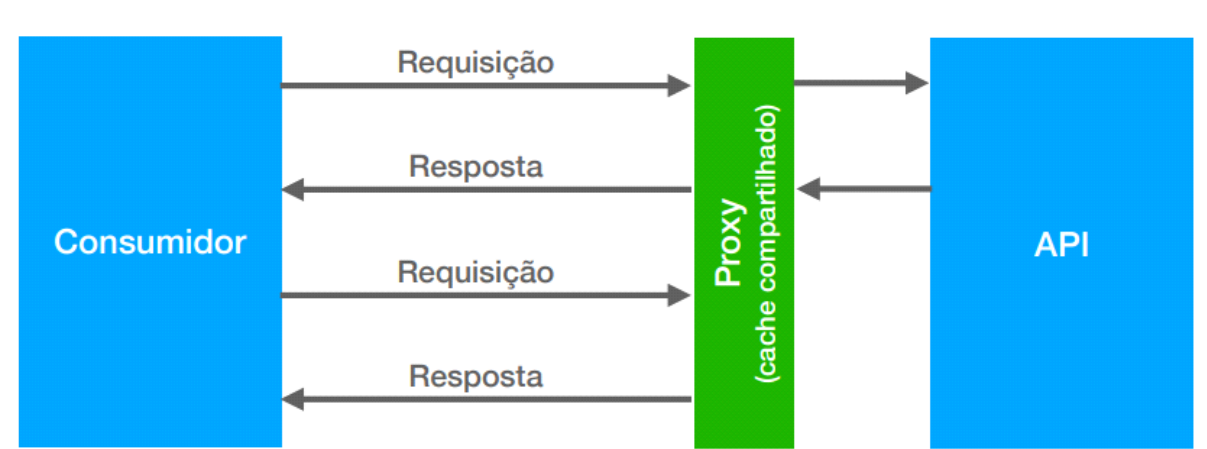 Requisição
Resposta
Consumidor
Requisição
Resposta
Proxy
(cache compartilhado)
API